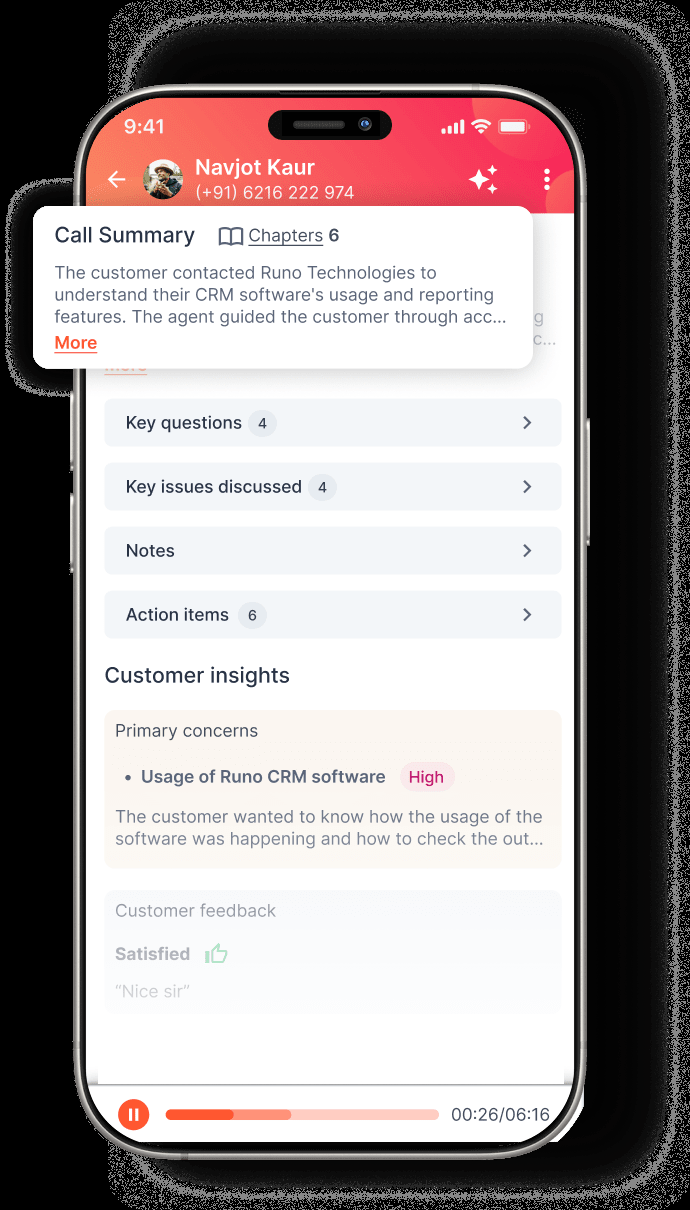 9:41
Navjot Kaur
(+91) 6216 222 974
Call Summary Chapters 6
The customer contacted Runo Technologies to
understand their CRM software's usage and reporting
features. The agent guided the customer through acc...
More
g
c...
More
Key questions 4
Key issues discussed 4
Notes
Action items 6
Customer insights
Primary concerns
• Usage of Runo CRM software High
The customer wanted to know how the usage of the
software was happening and how to check the out...
Customer feedback
Satisfied
“Nice sir”
00:26/06:16